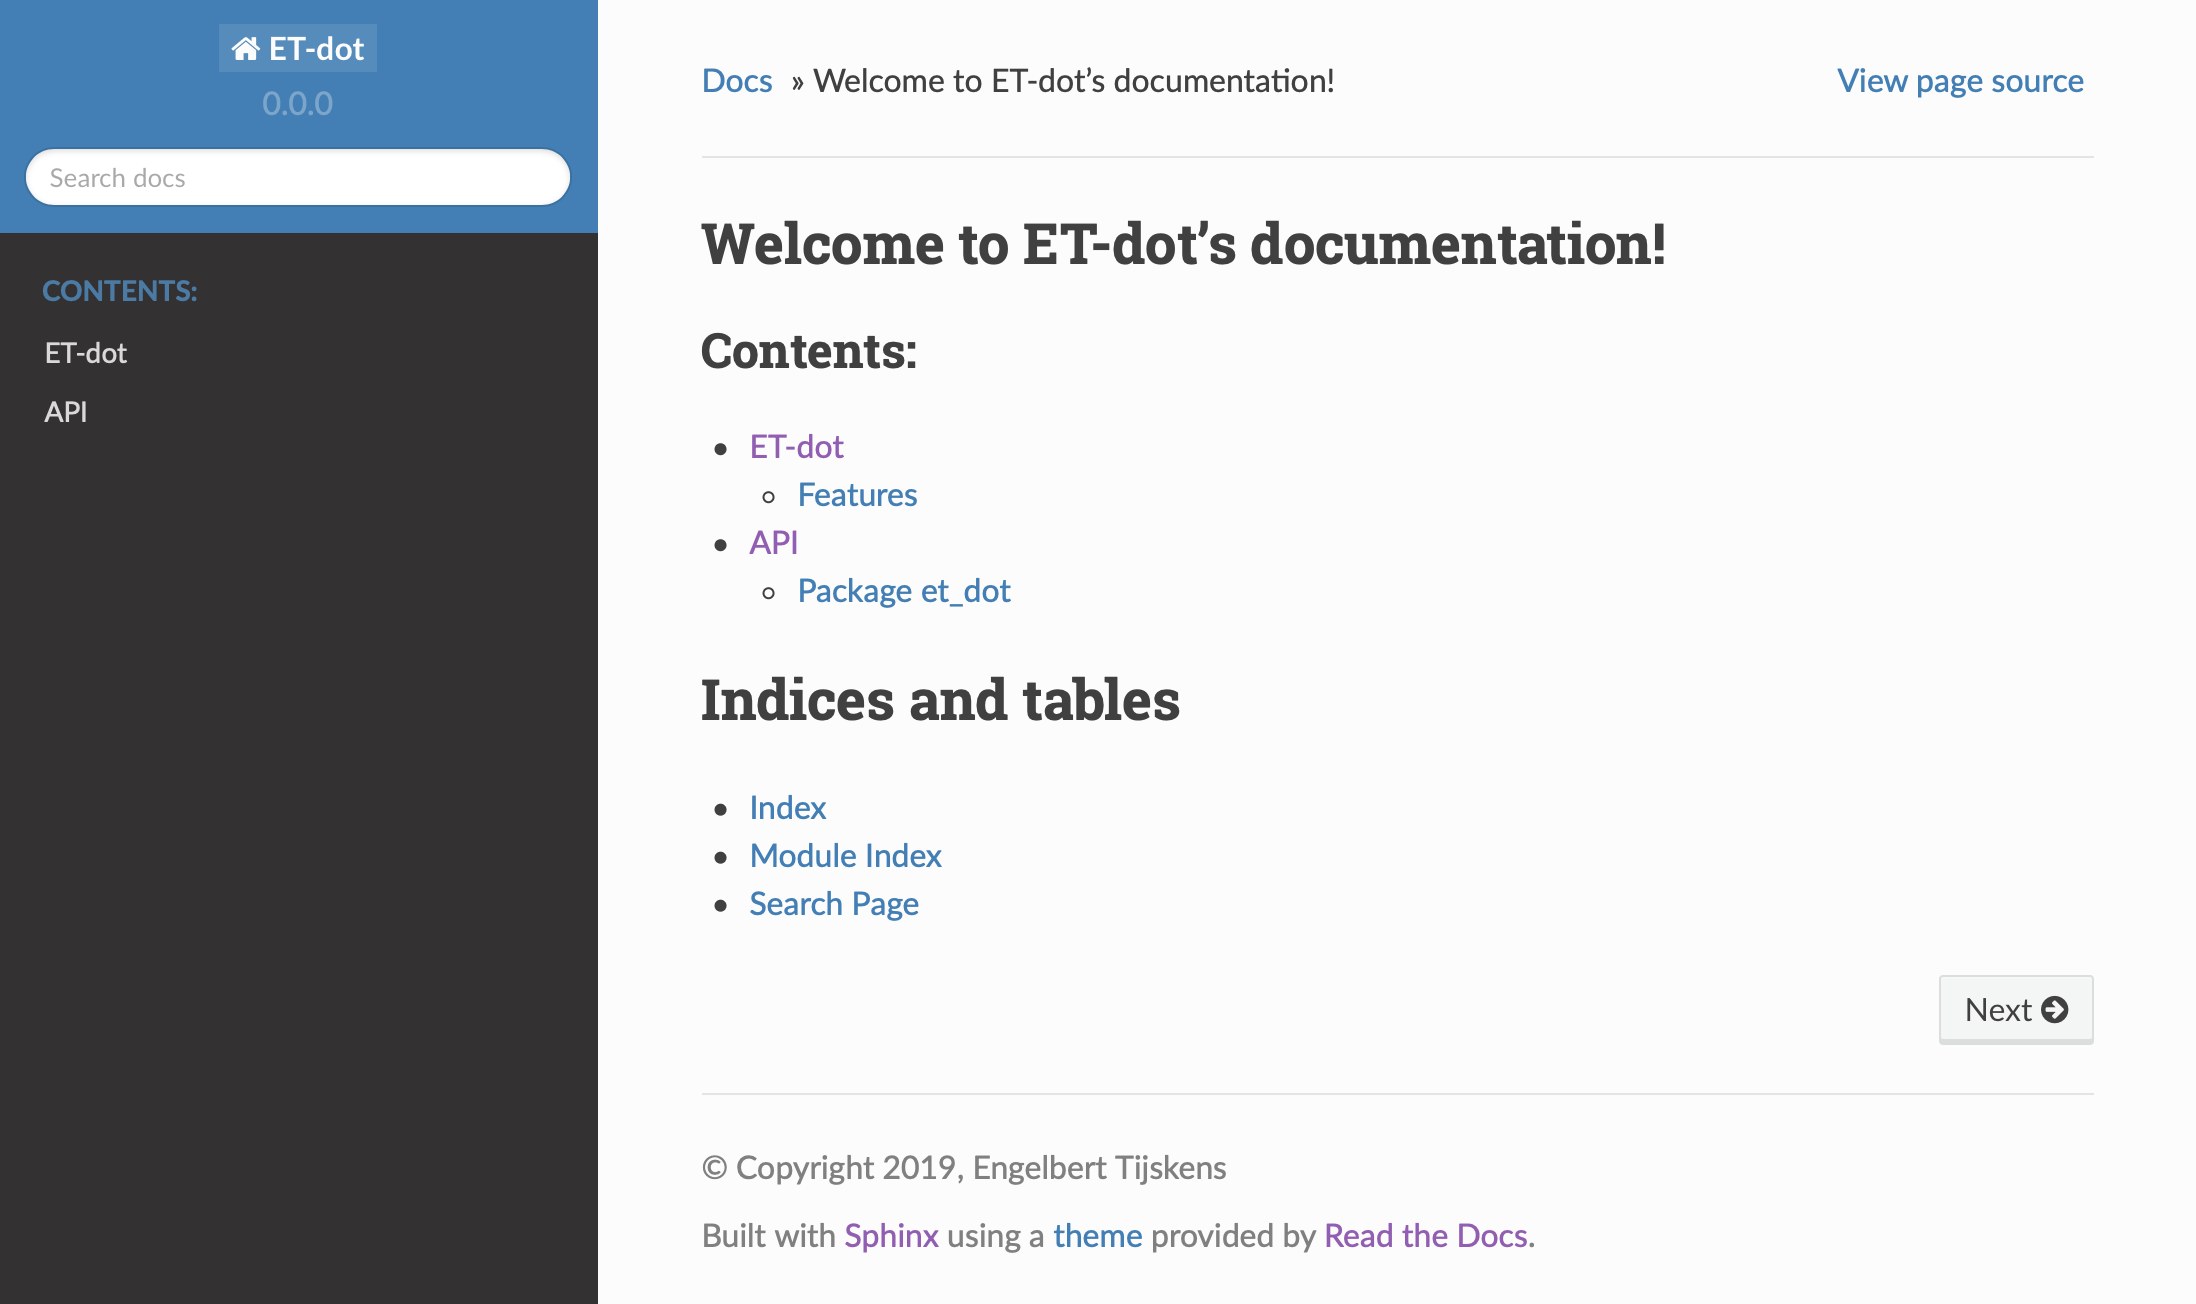 ET-dot
0.0.0
Search docs
CONTENTS:
ET-dot
API
Docs » Welcome to ET-dot’s documentation!
View page source
Welcome to ET-dot’s documentation!
Contents:
ET-dot
Features
API
Package et_dot
Indices and tables
Index
Module Index
Search Page
Next
© Copyright 2019, Engelbert Tijskens
Built with Sphinx using a theme provided by Read the Docs.